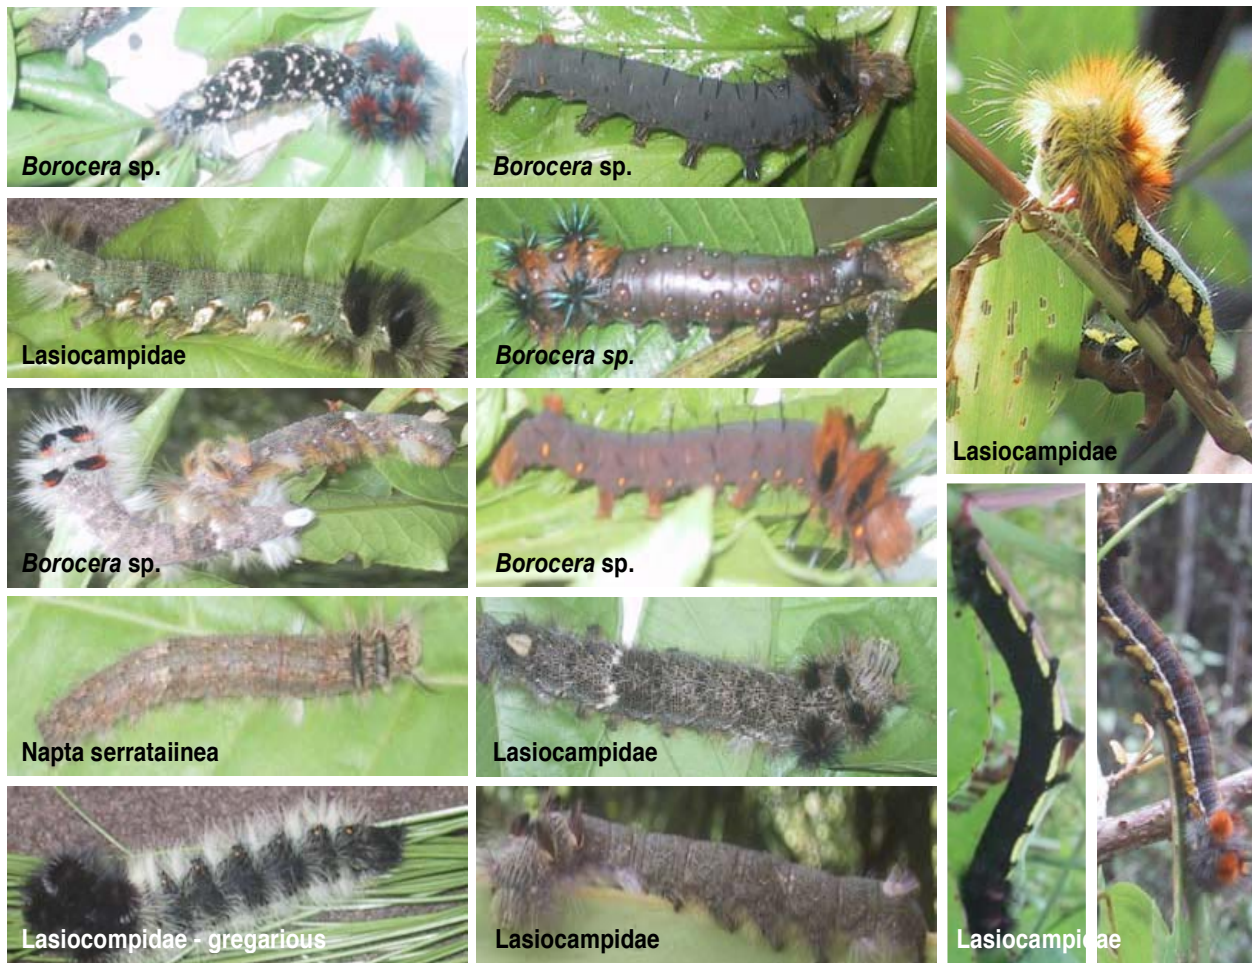 Borocera sp.
Borocera sp.
Lasiocampidae
Borocera sp.
Lasiocampidae
Borocera sp.
Borocera sp.
Napta serrataiinea
Lasiocampidae
Lasiocompidae - gregarious
Lasiocampidae
Lasiocampidae